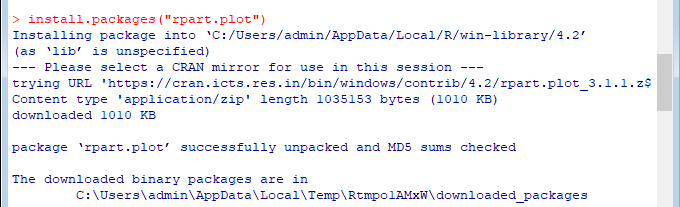 > install.packages("rpart.plot")
Installing package into ‘C:/Users/admin/AppData/Local/R/win-library/4.2’
(as ‘lib’ is unspecified)
--- Please select a CRAN mirror for use in this session ---
trying URL 'https://cran.icts.res.in/bin/windows/contrib/4.2/rpart.plot_3.1.1.z$
Content type 'application/zip' length 1035153 bytes (1010 KB)
downloaded 1010 KB
package ‘rpart.plot’ successfully unpacked and MD5 sums checked
The downloaded binary packages are in
C:\Users\admin\AppData\Local\Temp\Rtmpo1AMxW\downloaded_packages